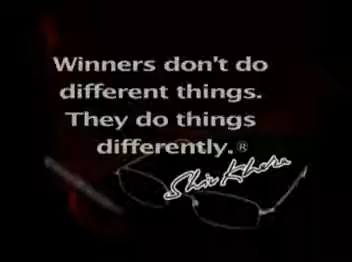 Winners don't do
different things.
They do things
differently.®
Shiv Khera